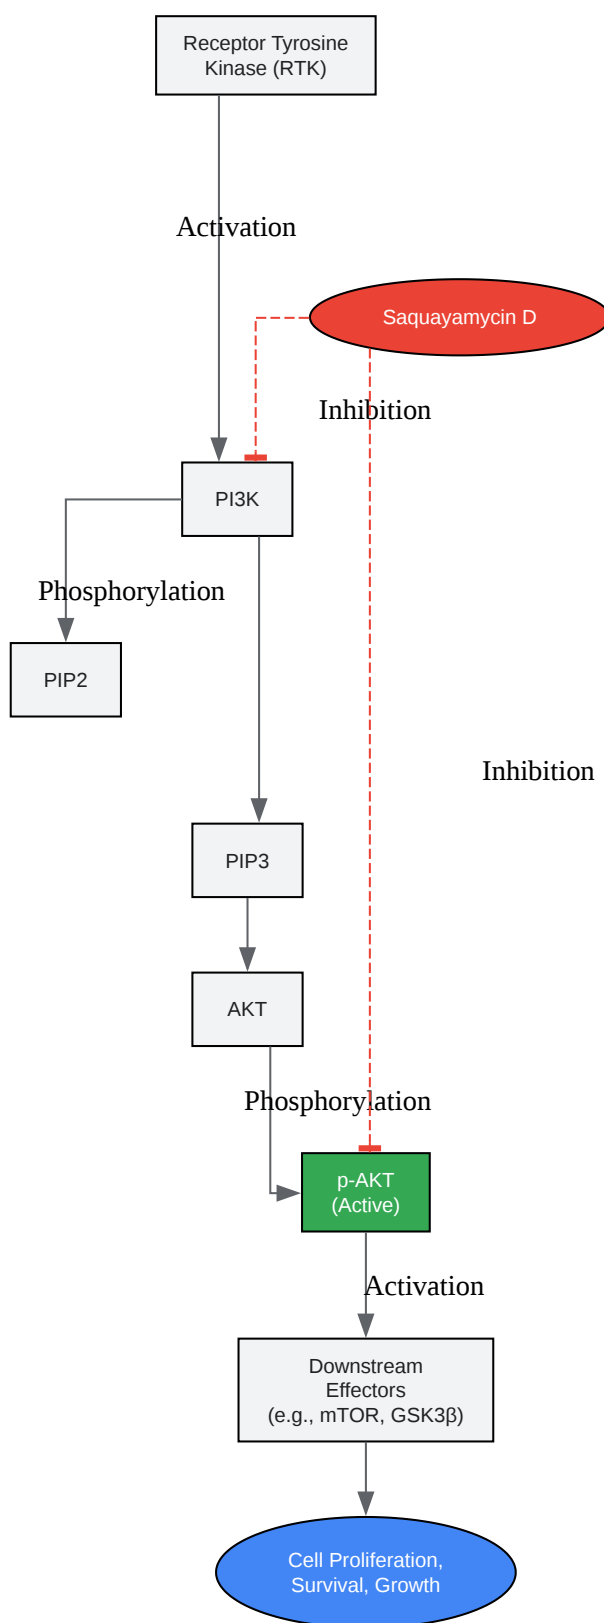 Receptor Tyrosine
Kinase (RTK)
Activation
Saquayamycin D
Inhibition
PI3K
Phosphorylation
PIP2
Inhibition
PIP3
AKT
Phosphorylation
p-AKT
(Active)
Activation
Downstream
Effectors
(e.g., mTOR, GSK3β)
Cell Proliferation,
Survival, Growth